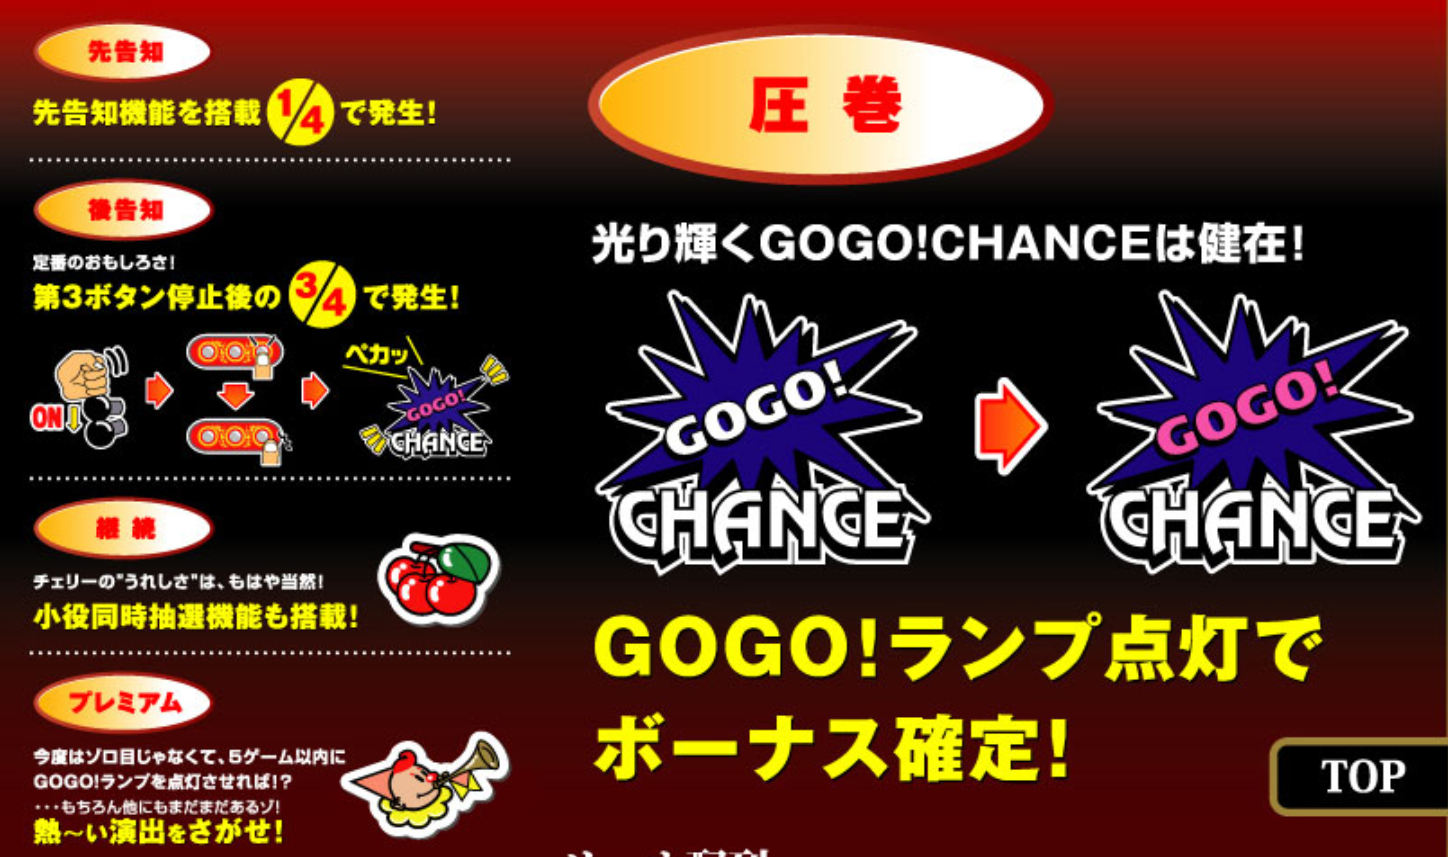 先告知
先告知機能を搭載1/4で発生!
後告知
定番のおもしろさ!
第3ボタン停止後の3/4で発生!
ON
ペカッ
GOGO!
CHANCE
継続
チェリーの"うれしさ"は、もはや当然!
小役同時抽選機能も搭載!
プレミアム
今度はゾロ目じゃなくて、5ゲーム以内に
GOGO!ランプを点灯させれば!?
・・・もちろん他にもまだまだあるゾ!
熱~い演出をさがせ!
圧巻
光り輝くGOGO!CHANCEは健在!
GOGO!
CHANCE
GOGO!
CHANCE
GOGO!ランプ点灯で
ボーナス確定!
TOP